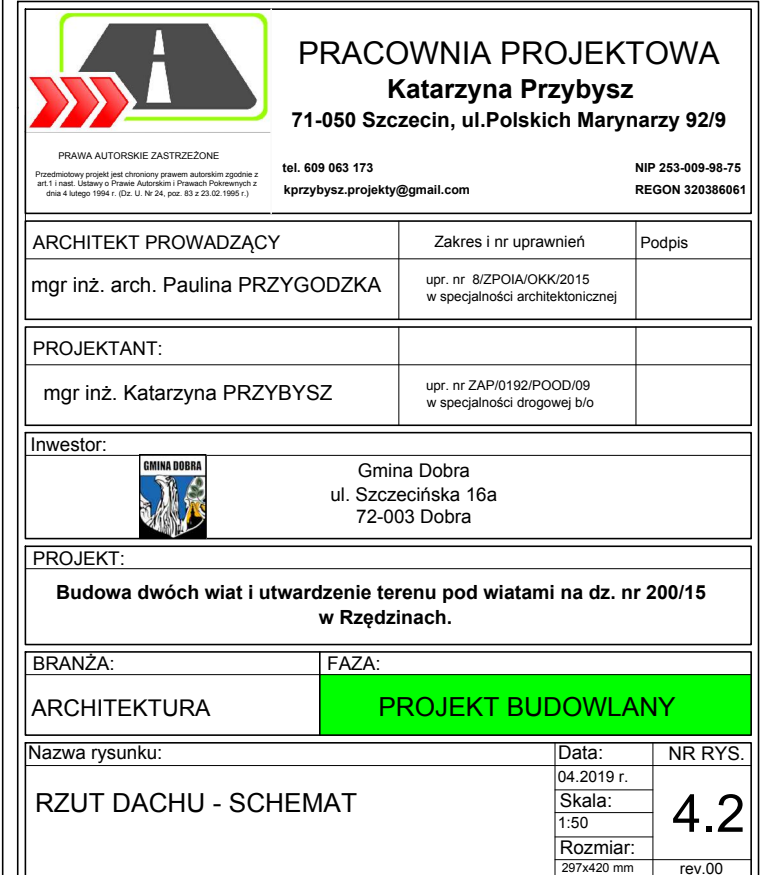 PRACOWNIA PROJEKTOWA
Katarzyna Przybysz
71-050 Szczecin, ul.Polskich Marynarzy 92/9
PRAWA AUTORSKIE ZASTRZEŻONE
Przedmiotowy projekt jest chroniony prawem autorskim zgodnie z
art.1 i nast. Ustawy o Prawie Autorskim i Prawach Pokrewnych z
dnia 4 lutego 1994 r. (Dz. U. Nr 24, poz. 83 z 23.02.1995 r.)
tel. 609 063 173
NIP 253-009-98-75
kprzybysz.projekty@gmail.com
REGON 320386061
ARCHITEKT PROWADZĄCY
Zakres i nr uprawnień
Podpis
mgr inż. arch. Paulina PRZYGODZKA
upr. nr 8/ZPOIA/OKK/2015
w specjalności architektonicznej
PROJEKTANT:
mgr inż. Katarzyna PRZYBYSZ
upr. nr ZAP/0192/POOD/09
w specjalności drogowej b/o
Inwestor:
GMINA DOBRA
Gmina Dobra
ul. Szczecińska 16a
72-003 Dobra
PROJEKT:
Budowa dwóch wiat i utwardzenie terenu pod wiatami na dz. nr 200/15
w Rzędzinach.
BRANŻA:
FAZA:
ARCHITEKTURA
PROJEKT BUDOWLANY
Nazwa rysunku:
Data:
NR RYS.
RZUT DACHU - SCHEMAT
04.2019 r.
Skala:
1:50
4.2
Rozmiar:
297x420 mm
rev.00